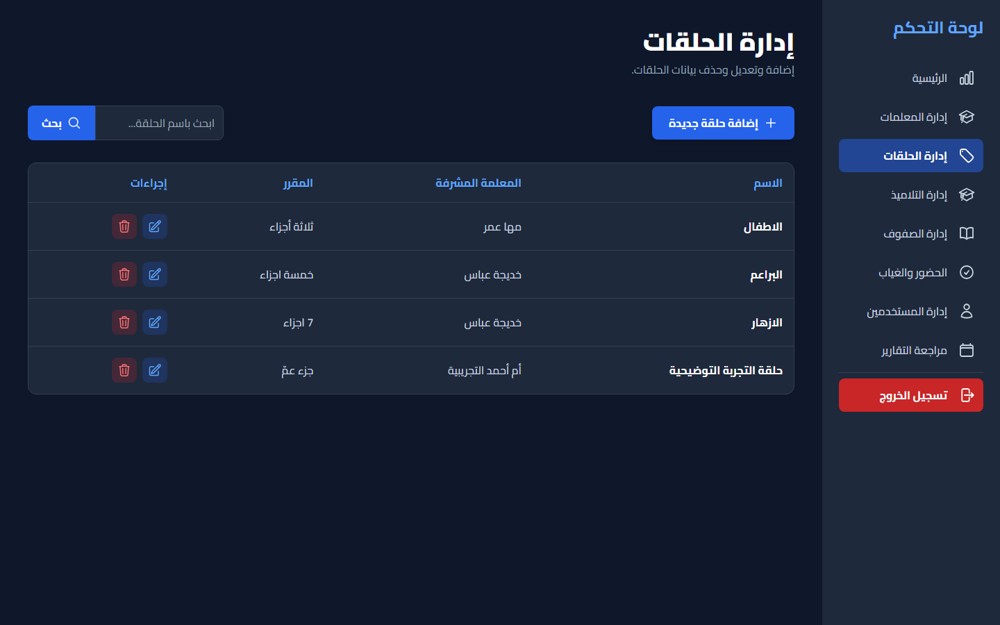 لوحة التحكم
الرئيسية
إدارة المعلمات
إدارة الحلقات
إدارة التلاميذ
إدارة الصفوف
الحضور والغياب
إدارة المستخدمين
مراجعة التقارير
تسجيل الخروج
إدارة الحلقات
إضافة وتعديل وحذف بيانات الحلقات.
إضافة حلقة جديدة
ابحث باسم الحلقة... بحث
الاسم المعلمة المشرفة المقرر إجراءات
الاطفال مها عمر ثلاثة أجزاء
البراعم خديجة عباس خمسة اجزاء
الازهار خديجة عباس 7 اجزاء
حلقة التجربة التوضيحية أم أحمد التجريبية جزء عمّ